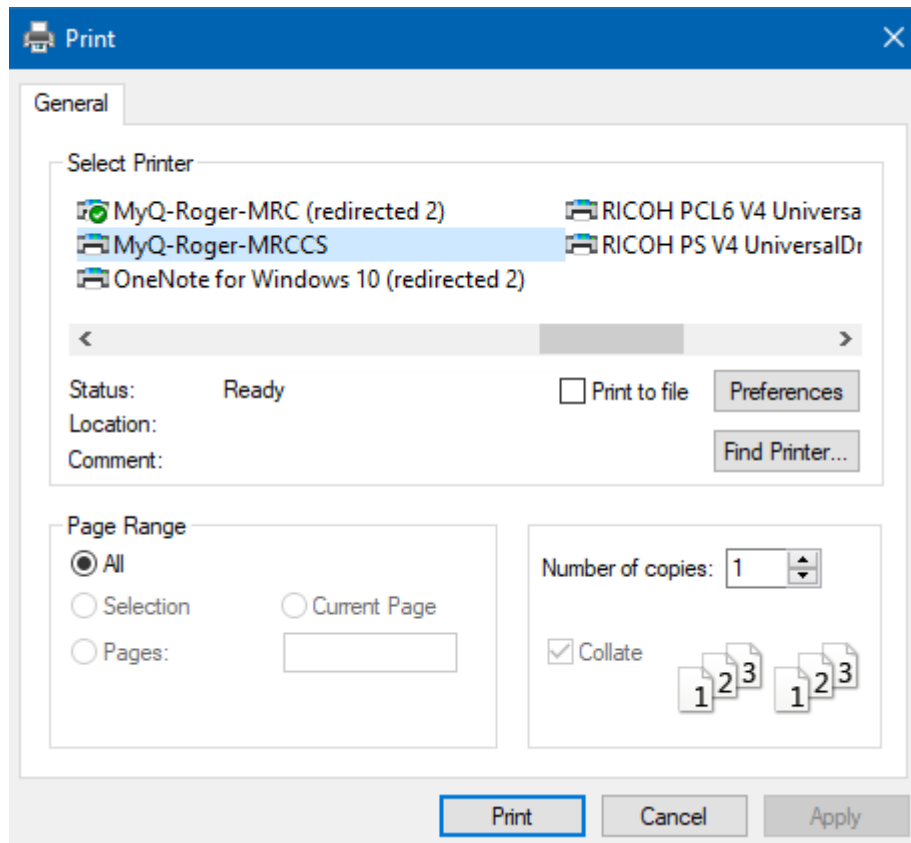 Print
General
Select Printer
MyQ-Roger-MRC (redirected 2)
RICOH PCL6 V4 Universa
MyQ-Roger-MRCCS
RICOH PS V4 UniversalDr
OneNote for Windows 10 (redirected 2)
Status: Ready
Print to file
Preferences
Location:
Comment:
Find Printer...
Page Range
All
Selection
Current Page
Pages:
Number of copies: 1
Collate
1 2 3 1 2 3
Print
Cancel
Apply